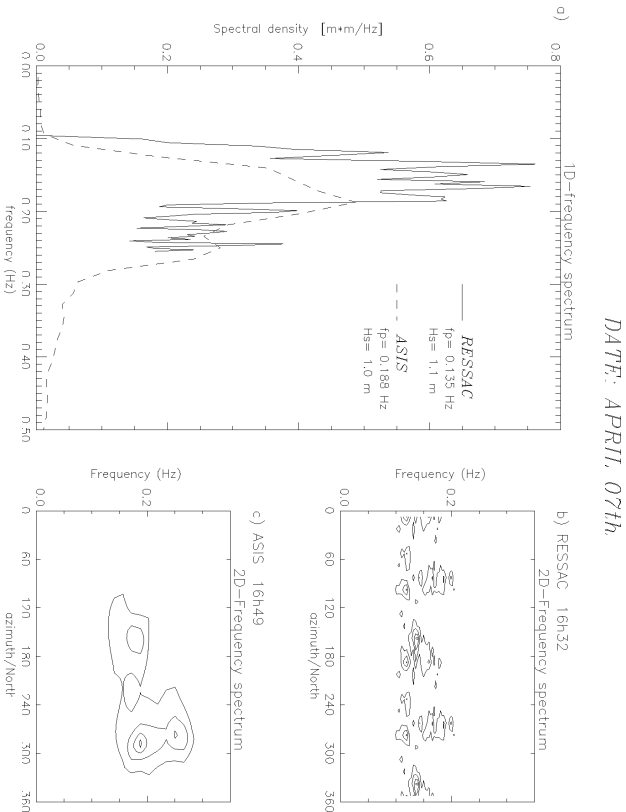 DATE: APRIL 07th.
a)
1D-frequency spectrum
Spectral density [m*m/Hz]
0.8
0.6
0.4
0.2
0.0
RESSAC
fp= 0.135 Hz
Hs= 1.1 m
ASIS
fp= 0.188 Hz
Hs= 1.0 m
0.00 0.10 0.20 0.30 0.40 0.50
frequency (Hz)
b) RESSAC 16h32
2D-Frequency spectrum
Frequency (Hz)
0.2
0.0
0 60 120 180 240 300 360
azimuth/North
c) ASIS 16h49
2D-Frequency spectrum
Frequency (Hz)
0.2
0.0
0 60 120 180 240 300 360
azimuth/North